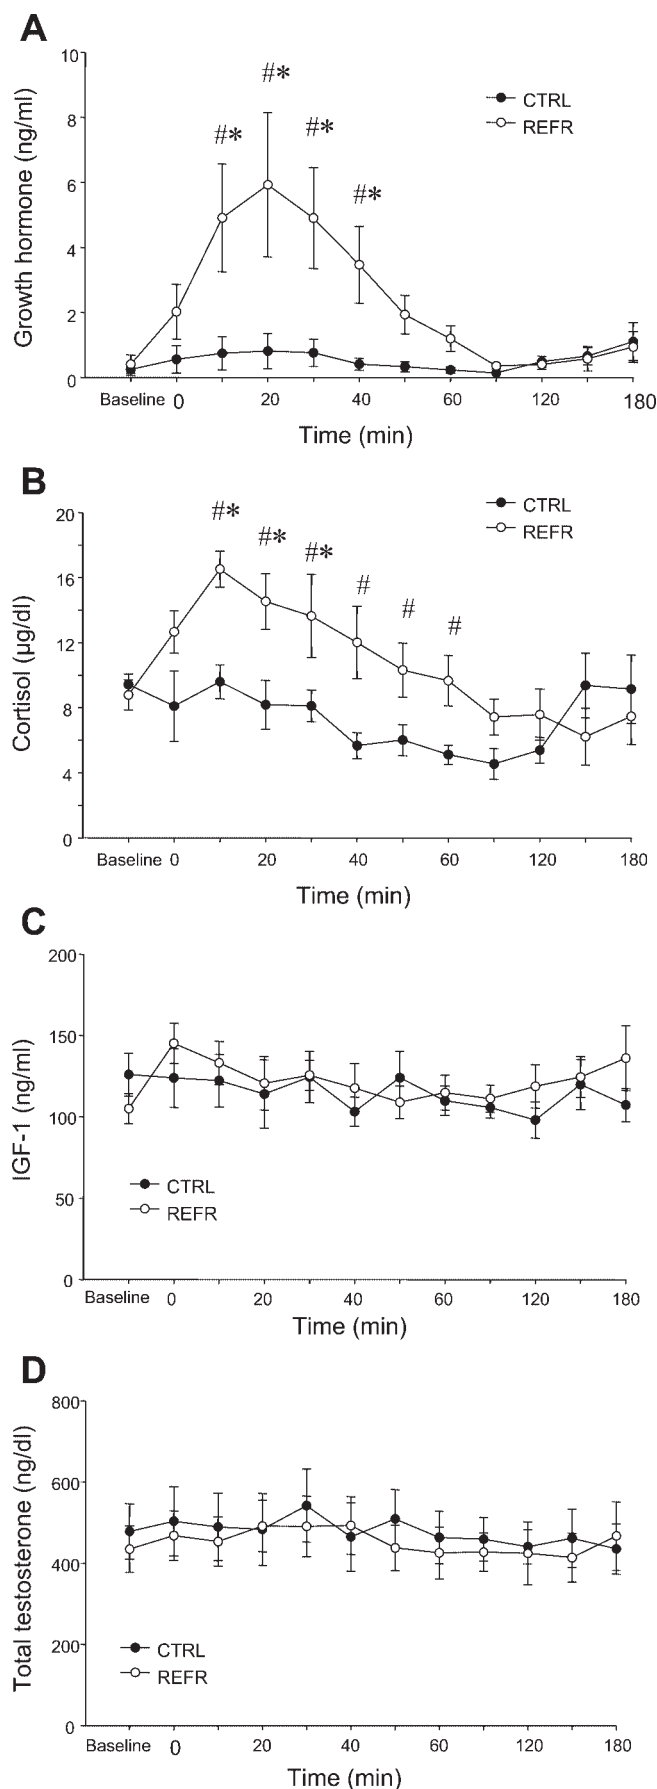 A
10
8
6
4
2
0
Growth hormone (ng/ml)
#*
#*
#*
#*
CTRL
REFR
Baseline 0 20 40 60 120 180
Time (min)
B
20
16
12
8
4
0
Cortisol (µg/dl)
#*
#*
#*
#
#
#
CTRL
REFR
Baseline 0 20 40 60 120 180
Time (min)
C
200
150
100
50
0
IGF-1 (ng/ml)
CTRL
REFR
Baseline 0 20 40 60 120 180
Time (min)
D
800
600
400
200
0
Total testosterone (ng/dl)
CTRL
REFR
Baseline 0 20 40 60 120 180
Time (min)